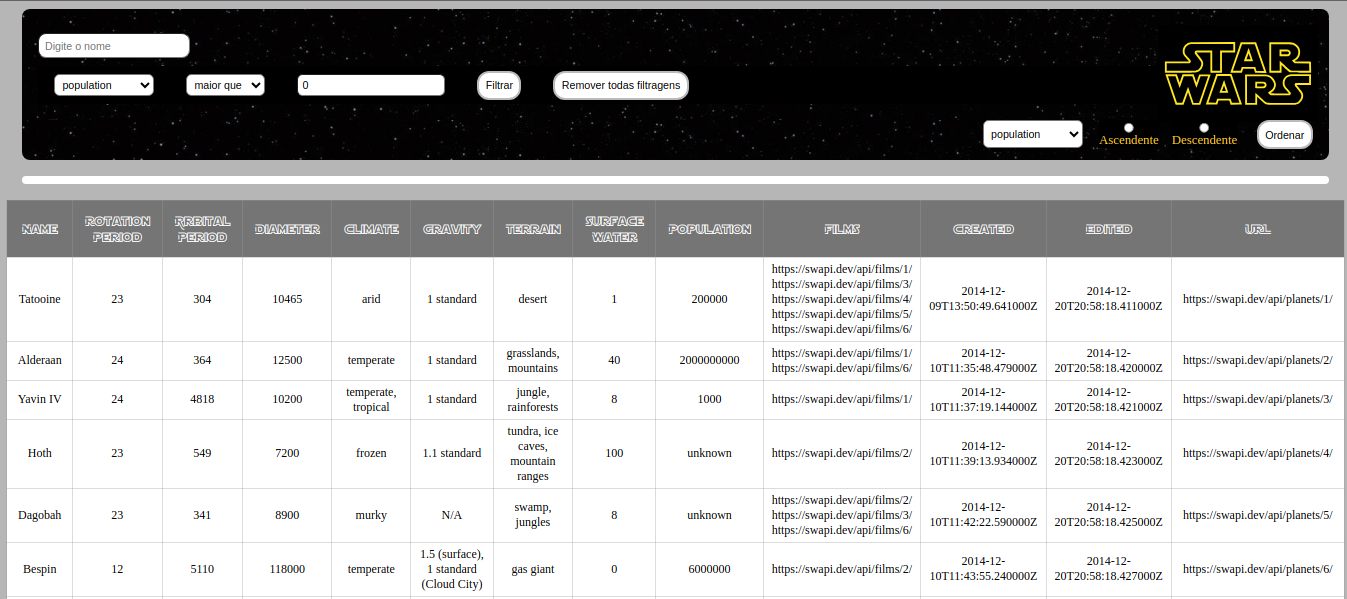 Digite o nome
STAR
WARS
population maior que 0 Filtrar Remover todas filtragens
population Ascendente Descendente Ordenar
NAME ROTATION PERIOD RRBITAL PERIOD DIAMETER CLIMATE GRAVITY TERRAIN SURFACE WATER POPULATION FILMS CREATED EDITED URL
Tatooine 23 304 10465 arid 1 standard desert 1 200000 https://swapi.dev/api/films/1/ https://swapi.dev/api/films/3/ https://swapi.dev/api/films/4/ https://swapi.dev/api/films/5/ https://swapi.dev/api/films/6/ 2014-12-09T13:50:49.641000Z 2014-12-20T20:58:18.411000Z https://swapi.dev/api/planets/1/
Alderaan 24 364 12500 temperate 1 standard grasslands, mountains 40 2000000000 https://swapi.dev/api/films/1/ https://swapi.dev/api/films/6/ 2014-12-10T11:35:48.479000Z 2014-12-20T20:58:18.420000Z https://swapi.dev/api/planets/2/
Yavin IV 24 4818 10200 temperate, tropical 1 standard jungle, rainforests 8 1000 https://swapi.dev/api/films/1/ 2014-12-10T11:37:19.144000Z 2014-12-20T20:58:18.421000Z https://swapi.dev/api/planets/3/
Hoth 23 549 7200 frozen 1.1 standard tundra, ice caves, mountain ranges 100 unknown https://swapi.dev/api/films/2/ 2014-12-10T11:39:13.934000Z 2014-12-20T20:58:18.423000Z https://swapi.dev/api/planets/4/
Dagobah 23 341 8900 murky N/A swamp, jungles 8 unknown https://swapi.dev/api/films/2/ https://swapi.dev/api/films/3/ https://swapi.dev/api/films/6/ 2014-12-10T11:42:22.590000Z 2014-12-20T20:58:18.425000Z https://swapi.dev/api/planets/5/
Bespin 12 5110 118000 temperate 1.5 (surface), 1 standard (Cloud City) gas giant 0 6000000 https://swapi.dev/api/films/2/ 2014-12-10T11:43:55.240000Z 2014-12-20T20:58:18.427000Z https://swapi.dev/api/planets/6/